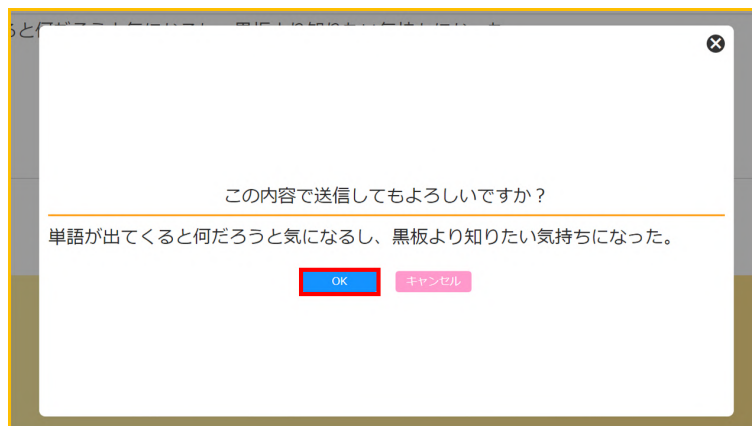 この内容で送信してもよろしいですか？
単語が出てくると何だろうと気になるし、黒板より知りたい気持ちになった。
OK
キャンセル